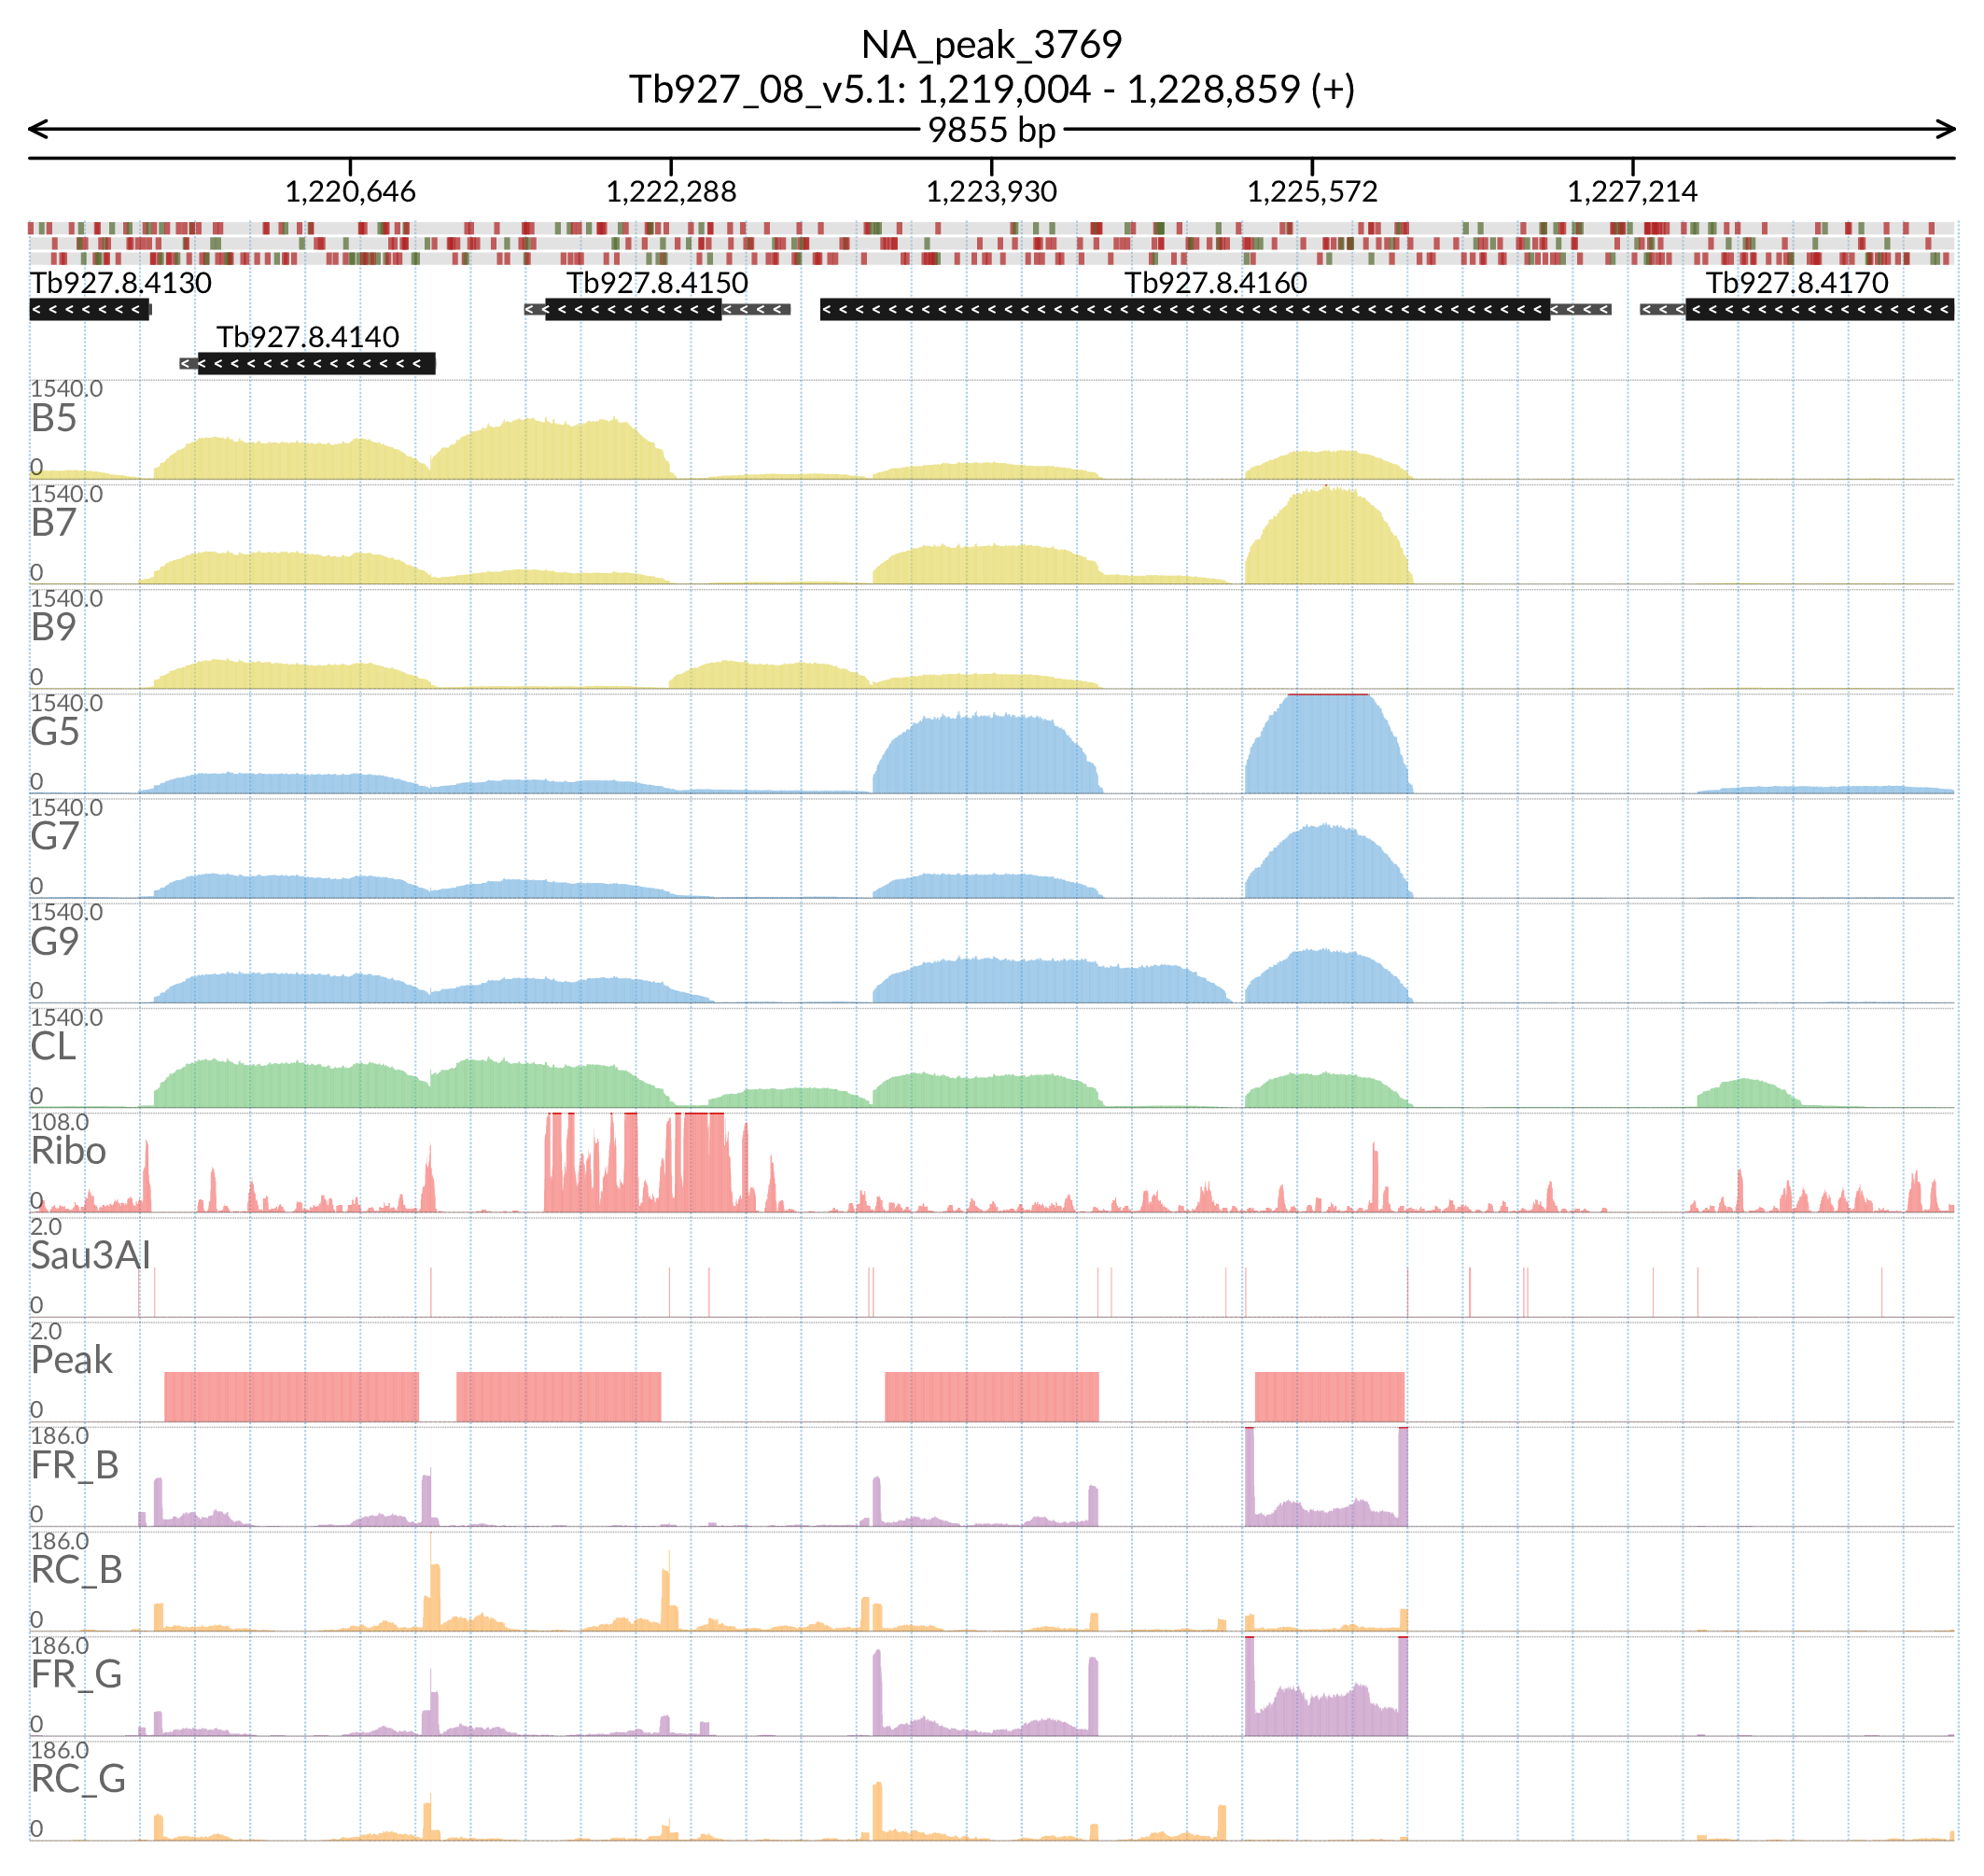 NA_peak_3769
Tb927_08_v5.1: 1,219,004 - 1,228,859 (+)
9855 bp
1,220,646 1,222,288 1,223,930 1,225,572 1,227,214
Tb927.8.4130 Tb927.8.4150 Tb927.8.4160 Tb927.8.4170
Tb927.8.4140
1540.0
B5
0
1540.0
B7
0
1540.0
B9
0
1540.0
G5
0
1540.0
G7
0
1540.0
G9
0
1540.0
CL
0
108.0
Ribo
0
2.0
Sau3AI
0
2.0
Peak
0
186.0
FR_B
0
186.0
RC_B
0
186.0
FR_G
0
186.0
RC_G
0